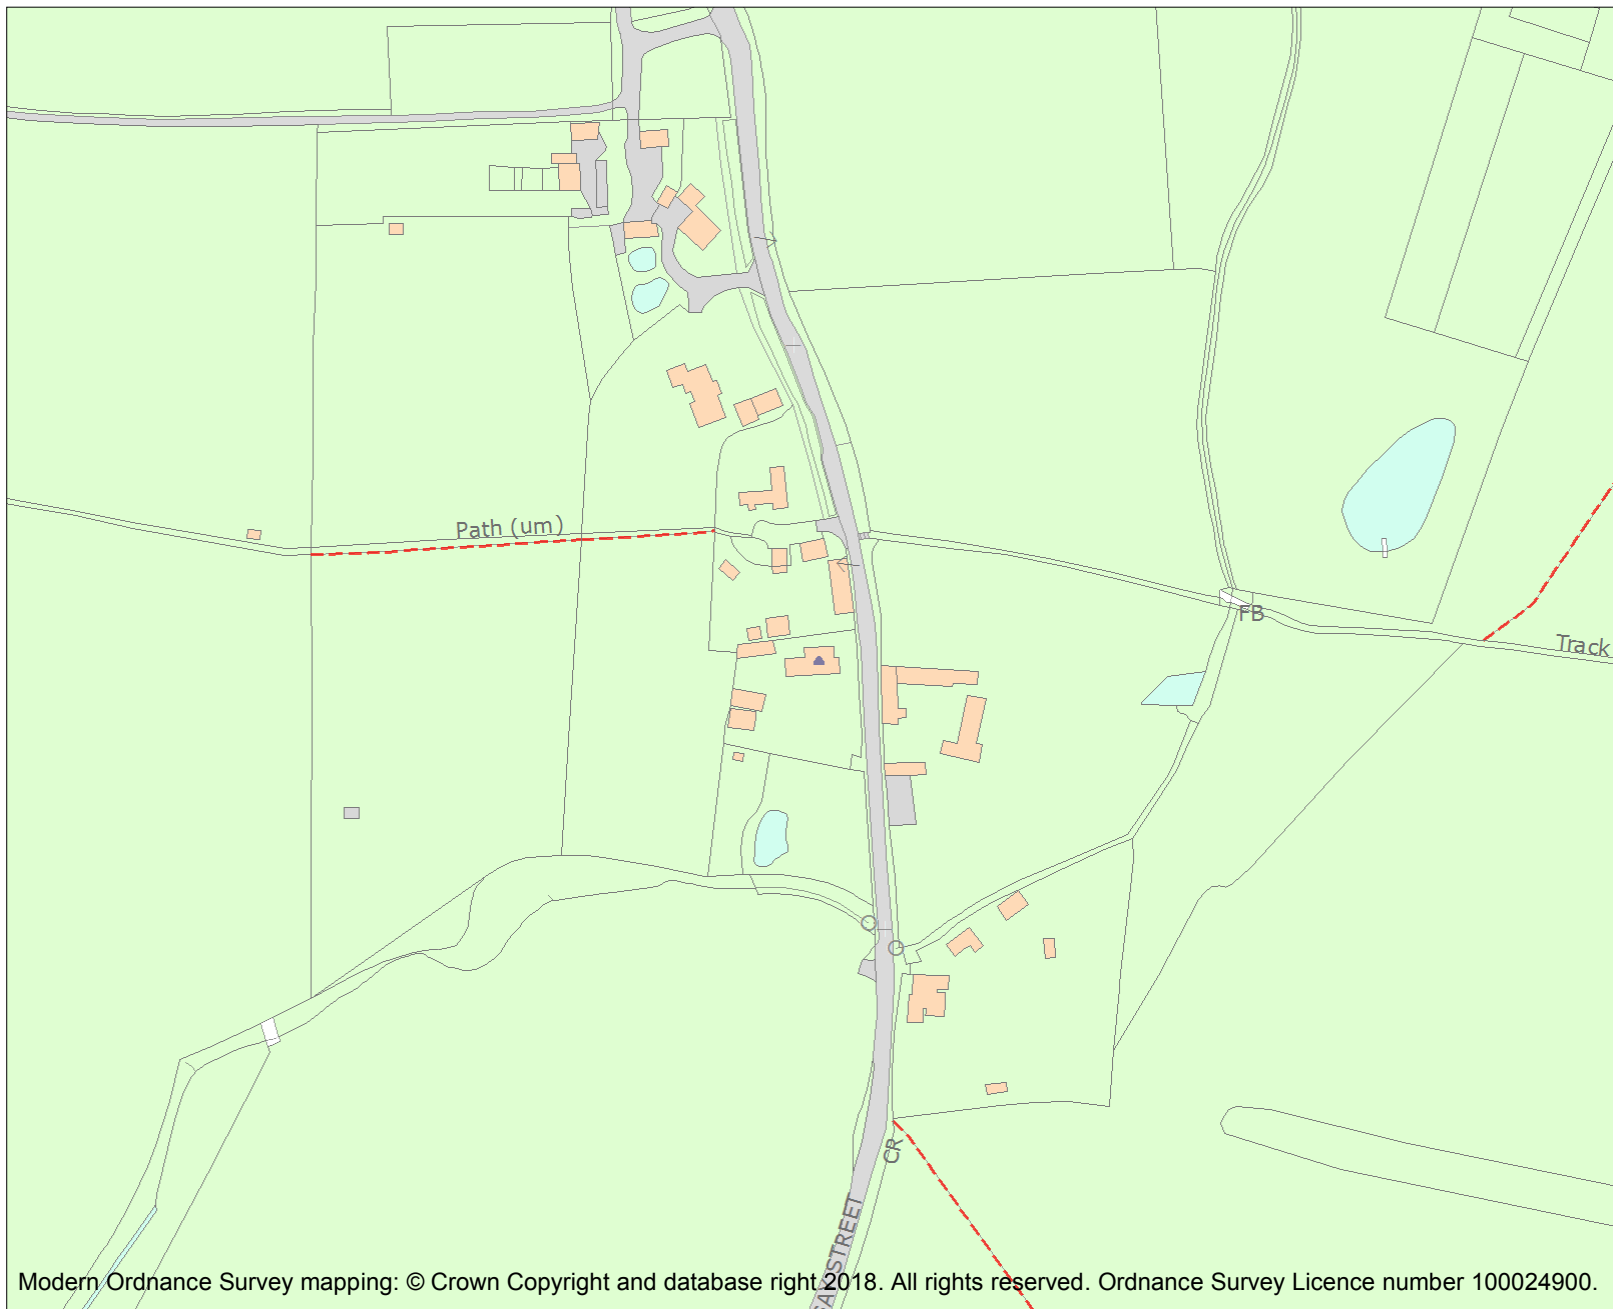 Path (um)
FB
Track
CR
STREET
Modern Ordnance Survey mapping: © Crown Copyright and database right 2018. All rights reserved. Ordnance Survey Licence number 100024900.